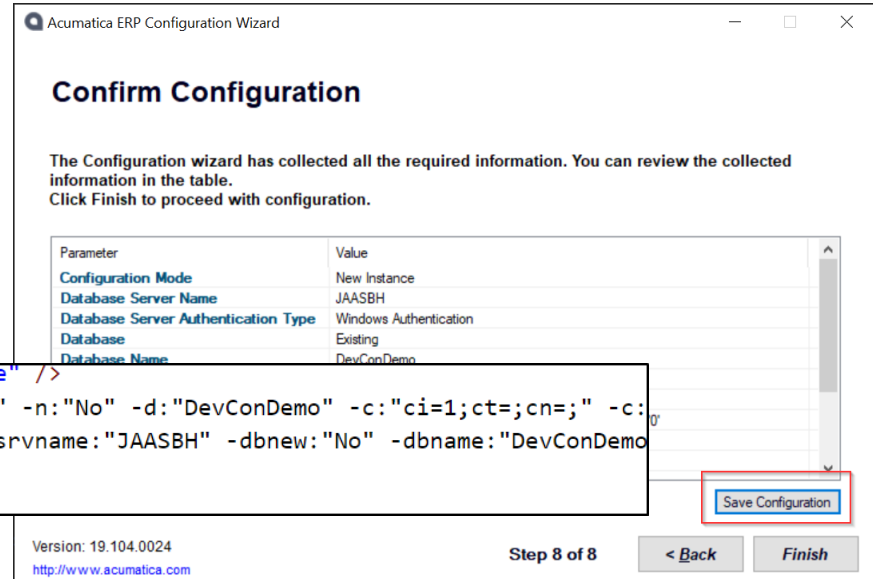 Acumatica ERP Configuration Wizard
Confirm Configuration
The Configuration wizard has collected all the required information. You can review the collected
information in the table.
Click Finish to proceed with configuration.
Parameter Value
Configuration Mode New Instance
Database Server Name JAASBH
Database Server Authentication Type Windows Authentication
Database Existing
Database Name DevConDemo
e" />
" -n:"No" -d:"DevConDemo" -c:"ci=1;ct=;cn=;" -c:
'0'
srvname:"JAASBH" -dbnew:"No" -dbname:"DevConDemo
Save Configuration
Version: 19.104.0024
http://www.acumatica.com
Step 8 of 8
< Back
Finish